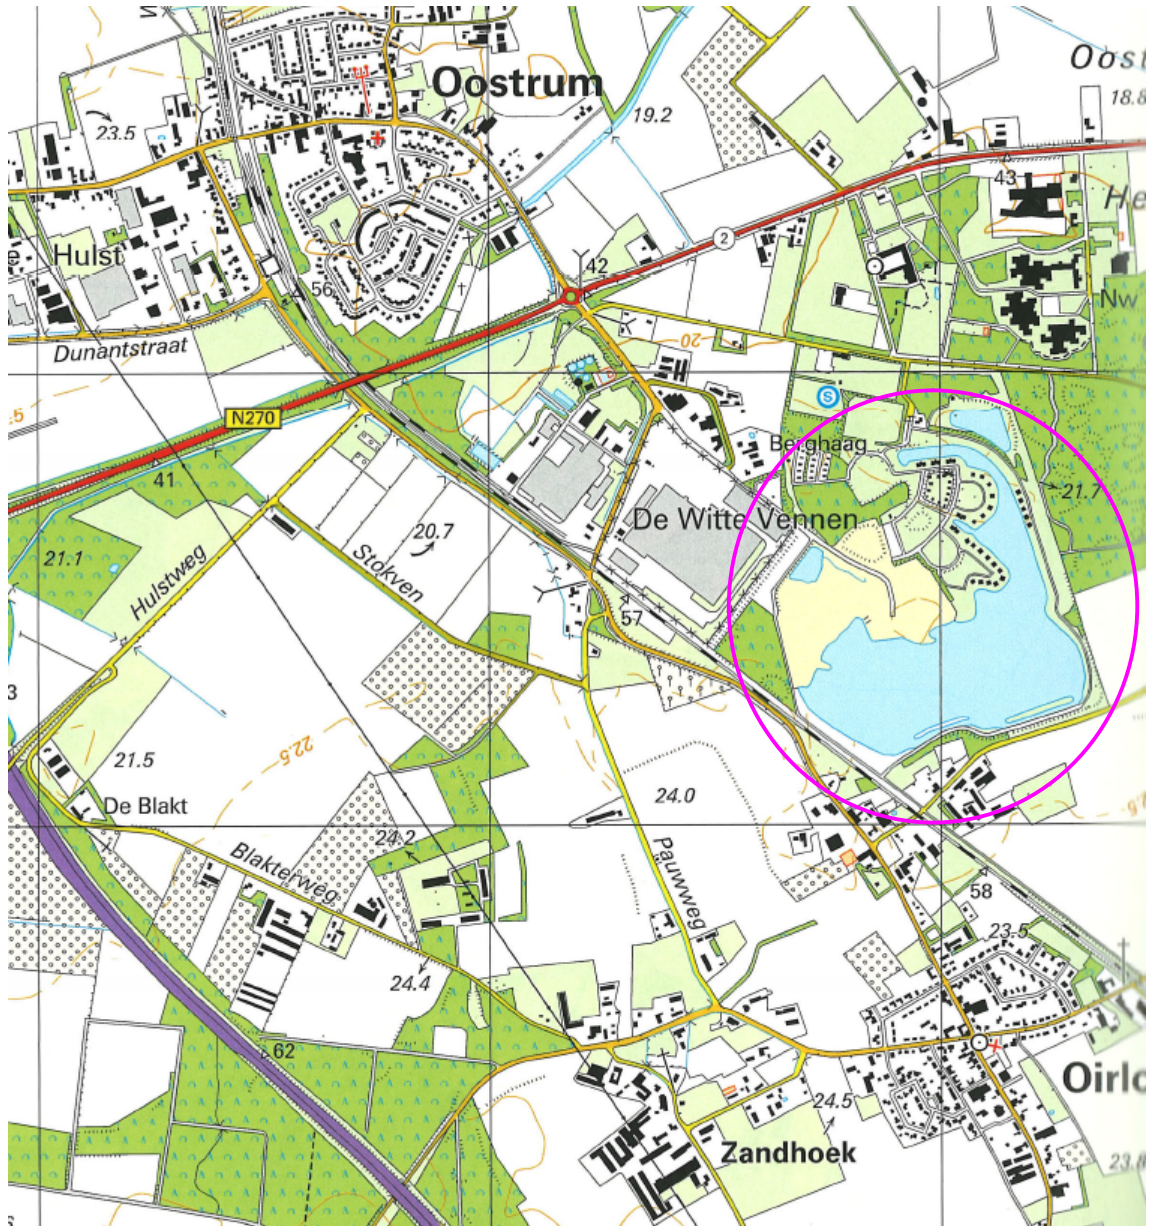 Oostrum
Oost
18.8
19.2
23.5
43
He
2
e Hulst
42
56
Nw
Dunantstraat
20
S
N270
Berghaag
41
21.7
De Witte Vennen
20.7
21.1
Hulstweg
Stokven
57
3
22.5
21.5
24.0
De Blakt
24.2
Blakterweg
Pauwweg
58
23.5
24.4
62
Oirlo
24.5
Zandhoek
23.8